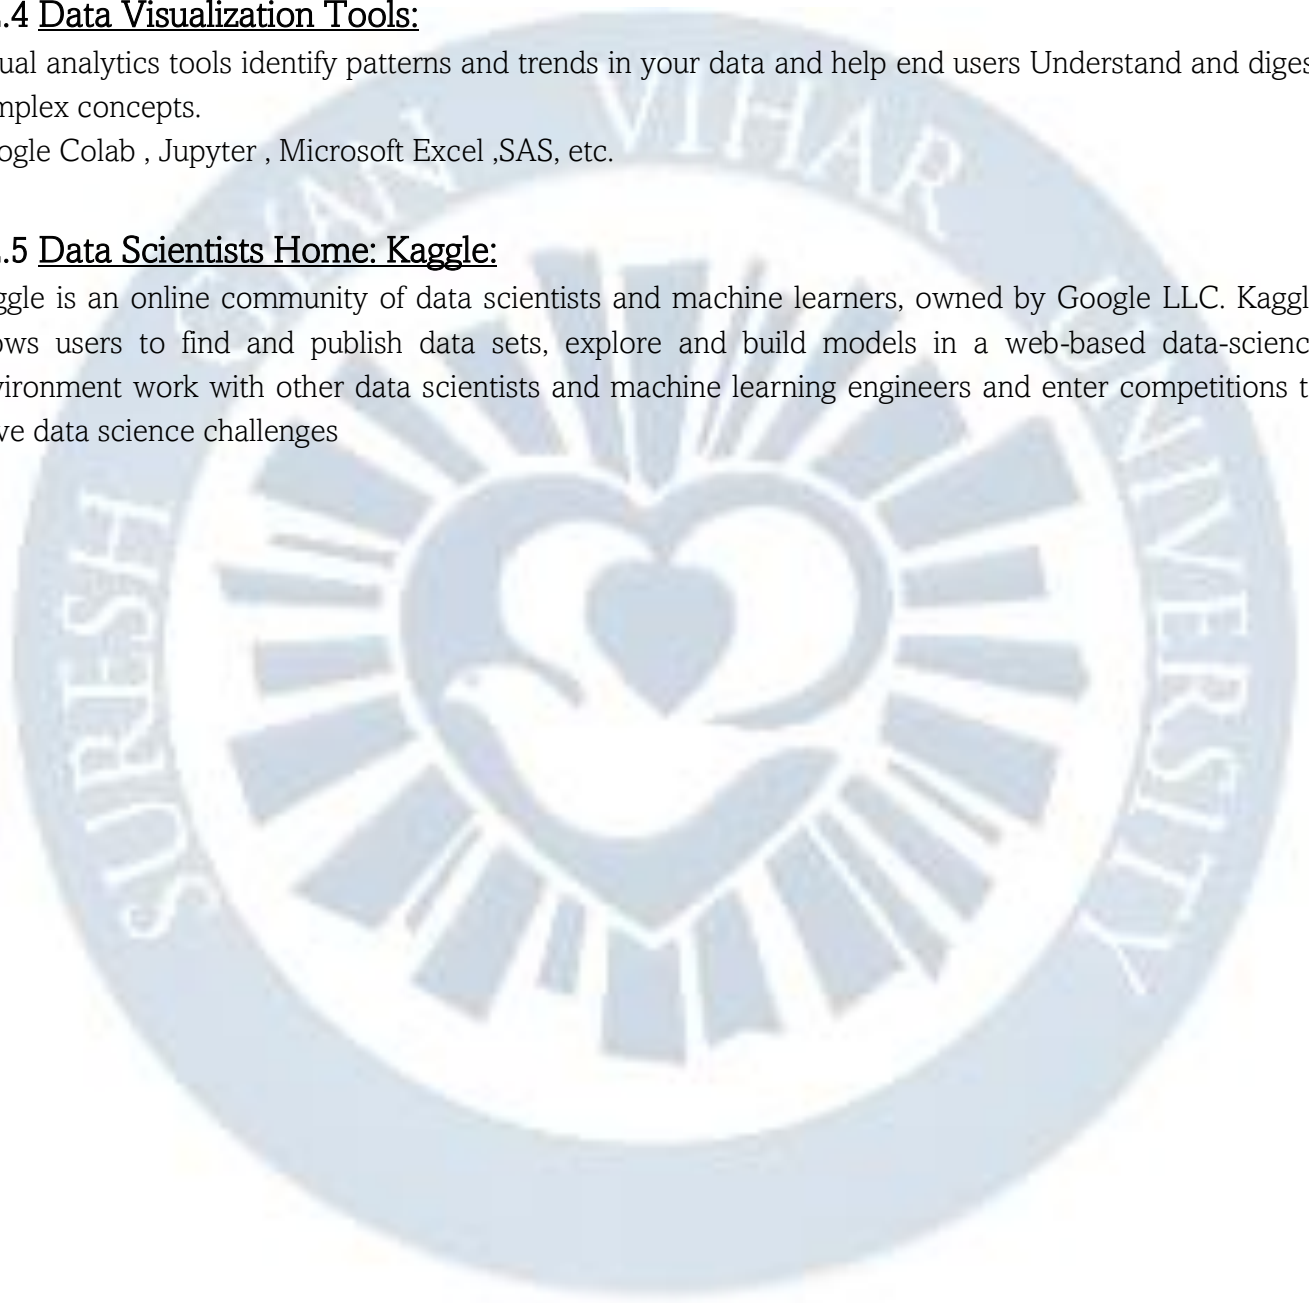 .4 Data Visualization Tools:
ual analytics tools identify patterns and trends in your data and help end users Understand and diges
mplex concepts.
ogle Colab , Jupyter , Microsoft Excel ,SAS, etc.
.5 Data Scientists Home: Kaggle:
ggle is an online community of data scientists and machine learners, owned by Google LLC. Kaggl
ows users to find and publish data sets, explore and build models in a web-based data-scienc
vironment work with other data scientists and machine learning engineers and enter competitions t
ve data science challenges
SURESH GYAN VIHAR UNIVERSITY